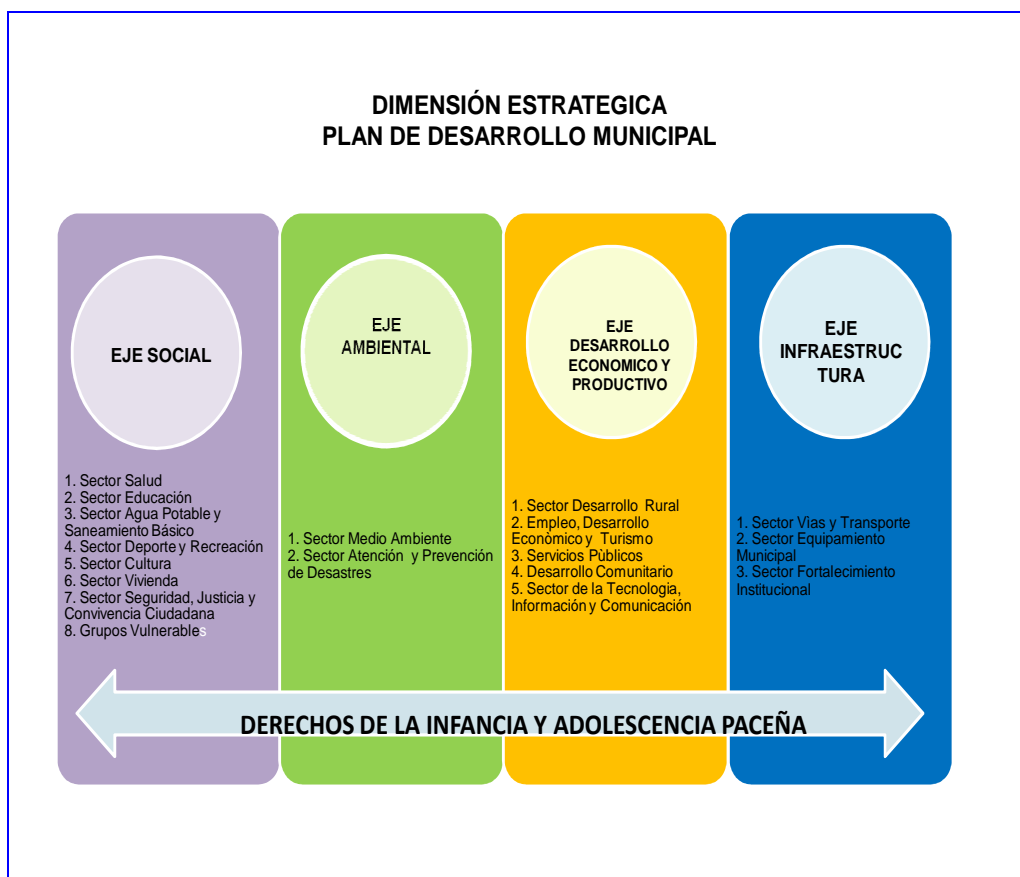 DIMENSIÓN ESTRATEGICA
PLAN DE DESARROLLO MUNICIPAL
EJE SOCIAL
1. Sector Salud
2. Sector Educación
3. Sector Agua Potable y
Saneamiento Básico
4. Sector Deporte y Recreación
5. Sector Cultura
6. Sector Vivienda
7. Sector Seguridad, Justicia y
Convivencia Ciudadana
8. Grupos Vulnerables
EJE
AMBIENTAL
1. Sector Medio Ambiente
2. Sector Atención y Prevención
de Desastres
EJE
DESARROLLO
ECONOMICO Y
PRODUCTIVO
1. Sector Desarrollo Rural
2. Empleo, Desarrollo
Econòmico y Turismo
3. Servicios Pùblicos
4. Desarrollo Comunitario
5. Sector de la Tecnologia,
Información y Comunicación
EJE
INFRAESTRUC
TURA
1. Sector Vìas y Transporte
2. Sector Equipamiento
Municipal
3. Sector Fortalecimiento
Institucional
DERECHOS DE LA INFANCIA Y ADOLESCENCIA PACEÑA